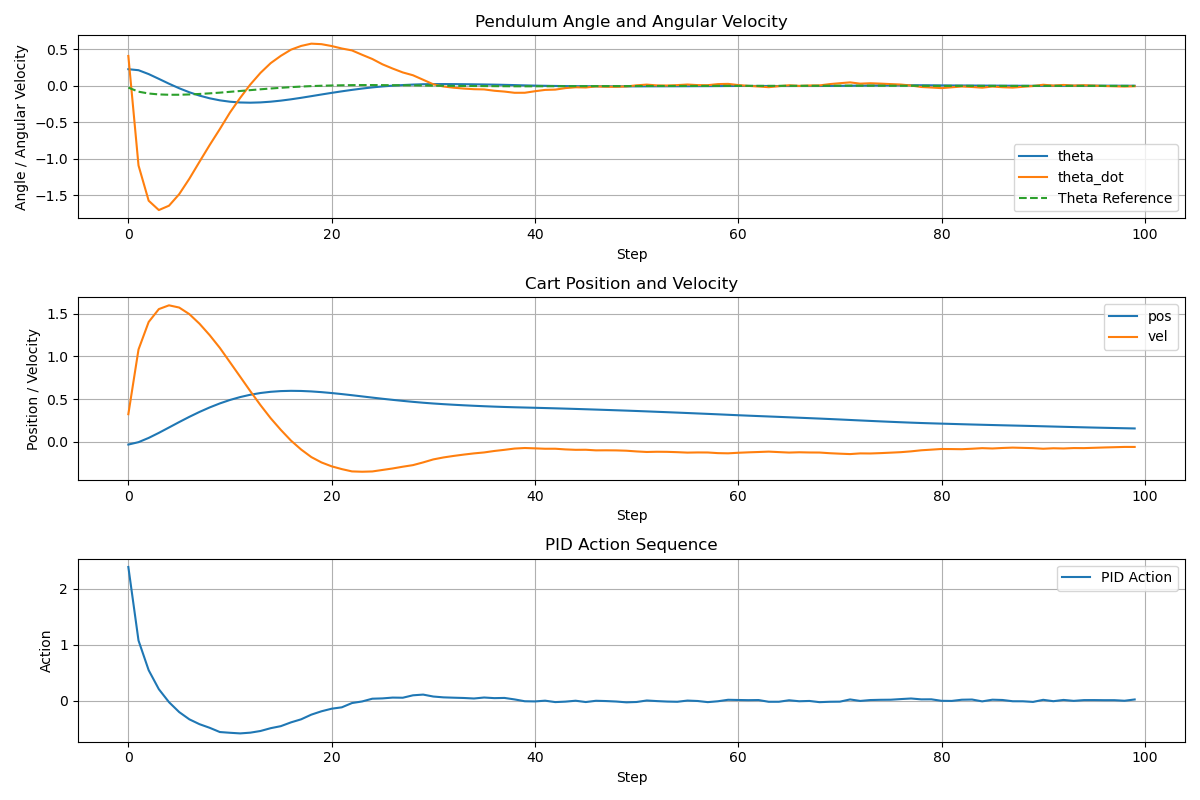 Pendulum Angle and Angular Velocity
Angle / Angular Velocity
0.5
0.0
−0.5
−1.0
−1.5
theta
theta_dot
Theta Reference
0 20 40 60 80 100
Step
Cart Position and Velocity
Position / Velocity
1.5
1.0
0.5
0.0
pos
vel
0 20 40 60 80 100
Step
PID Action Sequence
Action
2
1
0
PID Action
0 20 40 60 80 100
Step